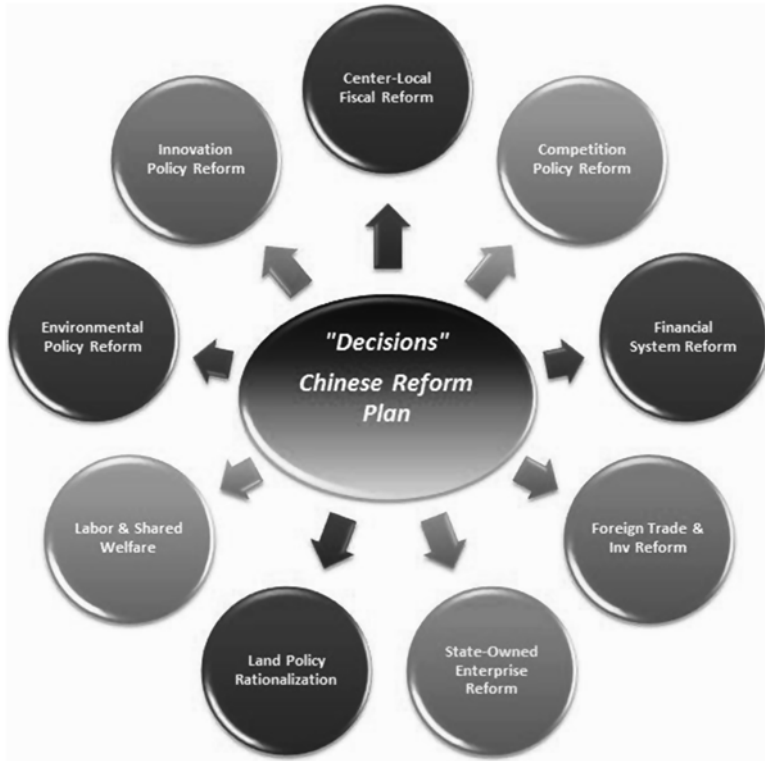 Center-Local
Fiscal Reform
Competition
Policy Reform
Financial
System Reform
Foreign Trade &
Inv Reform
State-Owned
Enterprise
Reform
Land Policy
Rationalization
Labor & Shared
Welfare
Environmental
Policy Reform
Innovation
Policy Reform
"Decisions"
Chinese Reform
Plan